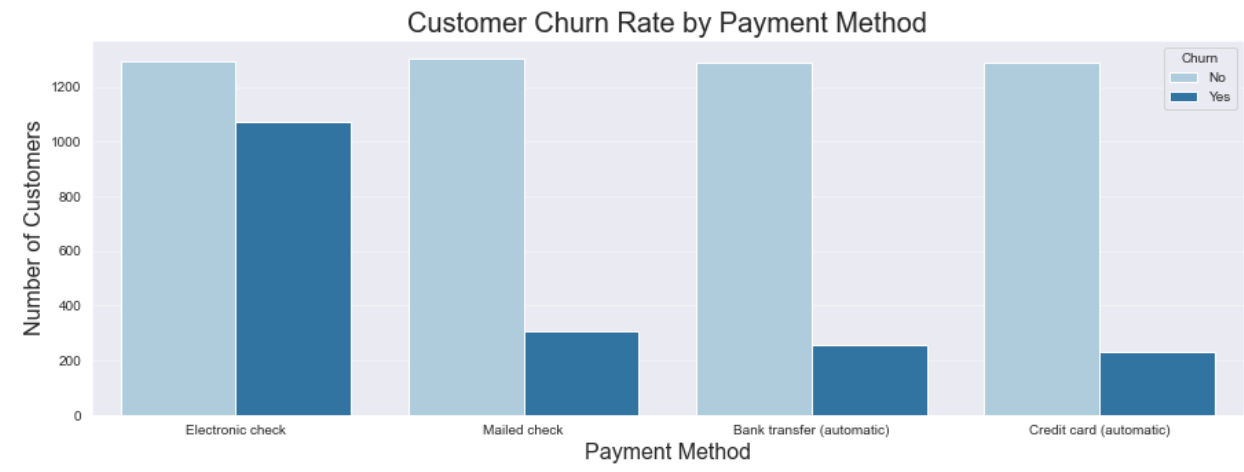 Customer Churn Rate by Payment Method
Churn
No
Yes
Number of Customers
1200
1000
800
600
400
200
0
Electronic check
Mailed check
Bank transfer (automatic)
Credit card (automatic)
Payment Method